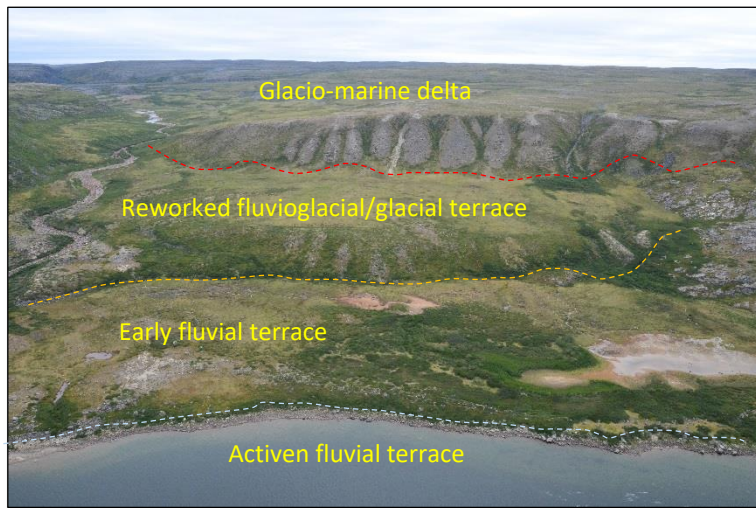 Glacio-marine delta
Reworked fluvioglacial/glacial terrace
Early fluvial terrace
Activen fluvial terrace